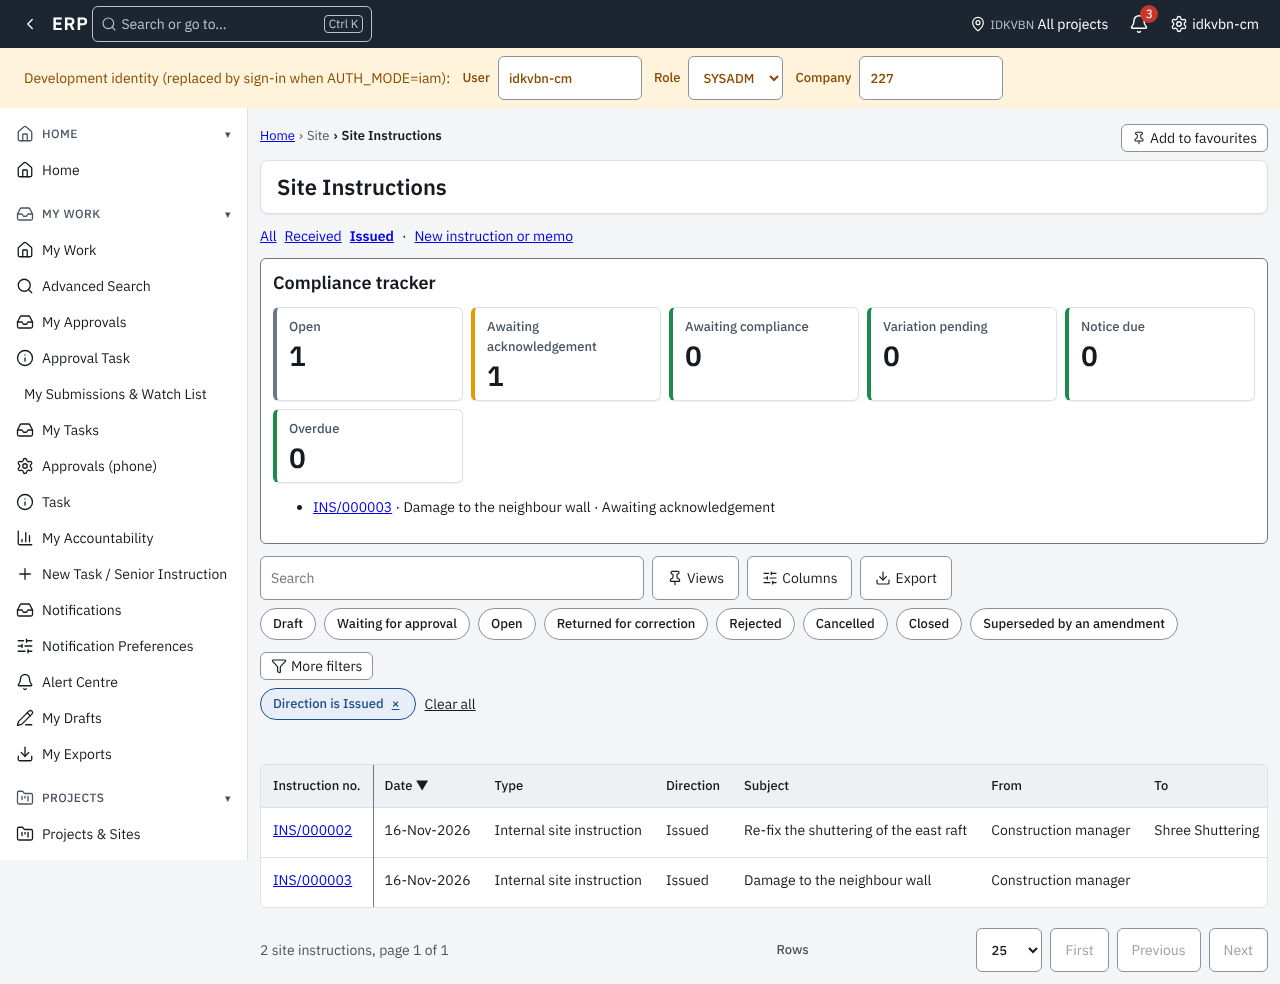 ERP
Search or go to... Ctrl K
IDKVBN All projects
3
idkvbn-cm
Development identity (replaced by sign-in when AUTH_MODE=iam): User idkvbn-cm Role SYSADM Company 227
HOME
Home
MY WORK
My Work
Advanced Search
My Approvals
Approval Task
My Submissions & Watch List
My Tasks
Approvals (phone)
Task
My Accountability
New Task / Senior Instruction
Notifications
Notification Preferences
Alert Centre
My Drafts
My Exports
PROJECTS
Projects & Sites
Home › Site › Site Instructions
Add to favourites
Site Instructions
All Received Issued · New instruction or memo
Compliance tracker
Open
1
Awaiting acknowledgement
1
Awaiting compliance
0
Variation pending
0
Notice due
0
Overdue
0
• INS/000003 · Damage to the neighbour wall · Awaiting acknowledgement
Search Views Columns Export
Draft Waiting for approval Open Returned for correction Rejected Cancelled Closed Superseded by an amendment
More filters
Direction is Issued × Clear all
Instruction no. Date ▼ Type Direction Subject From To
INS/000002 16-Nov-2026 Internal site instruction Issued Re-fix the shuttering of the east raft Construction manager Shree Shuttering
INS/000003 16-Nov-2026 Internal site instruction Issued Damage to the neighbour wall Construction manager
2 site instructions, page 1 of 1 Rows 25 First Previous Next